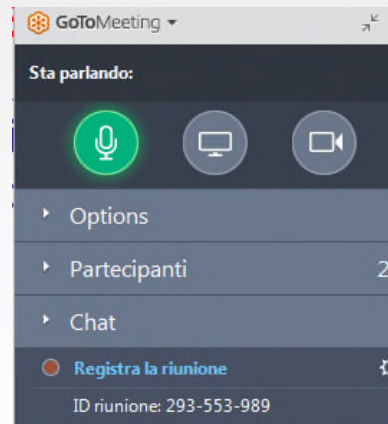 GoToMeeting
Sta parlando:
Options
Partecipanti 2
Chat
Registra la riunione
ID riunione: 293-553-989